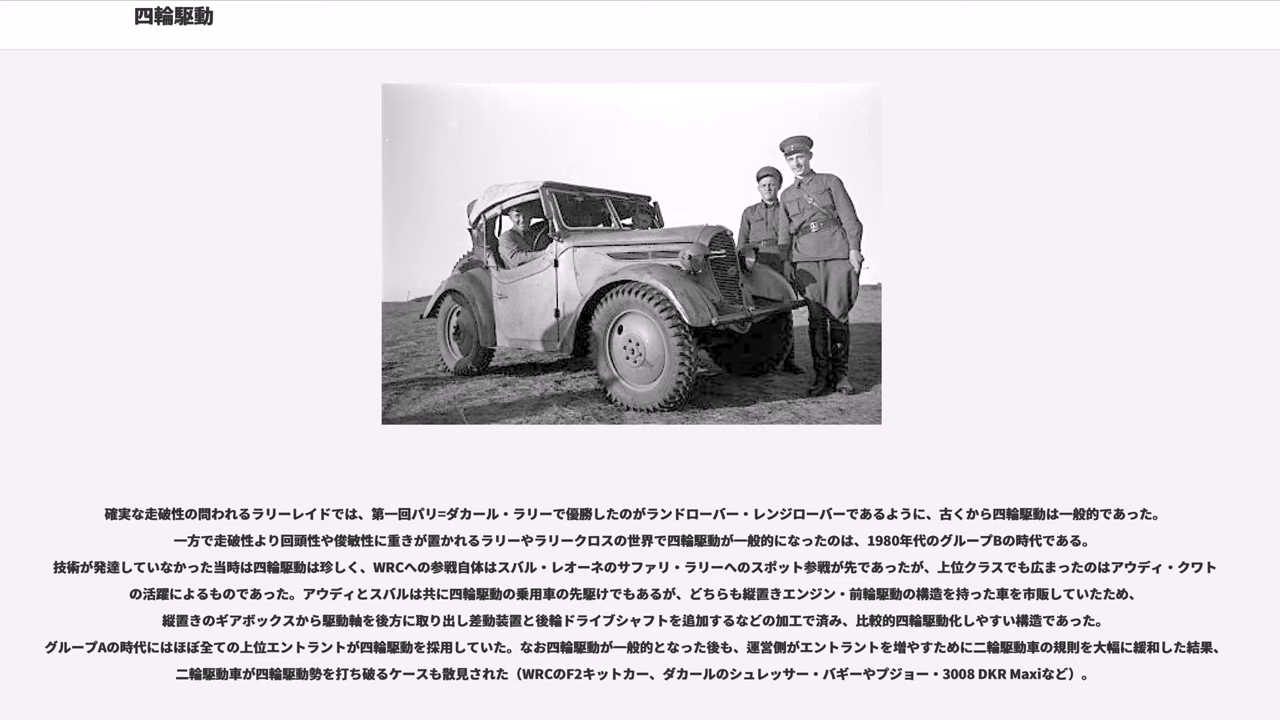 四輪駆動
確実な走破性の問われるラリーレイドでは、第一回パリ=ダカール・ラリーで優勝したのがランドローバー・レンジローバーであるように、古くから四輪駆動は一般的であった。
一方で走破性より回頭性や俊敏性に重きが置かれるラリーやラリークロスの世界で四輪駆動が一般的になったのは、1980年代のグループBの時代である。
技術が発達していなかった当時は四輪駆動は珍しく、WRCへの参戦自体はスバル・レオーネのサファリ・ラリーへのスポット参戦が先であったが、上位クラスでも広まったのはアウディ・クワト
の活躍によるものであった。アウディとスバルは共に四輪駆動の乗用車の先駆けでもあるが、どちらも縦置きエンジン・前輪駆動の構造を持った車を市販していたため、
縦置きのギアボックスから駆動軸を後方に取り出し差動装置と後輪ドライブシャフトを追加するなどの加工で済み、比較的四輪駆動化しやすい構造であった。
グループAの時代にはほぼ全ての上位エントラントが四輪駆動を採用していた。なお四輪駆動が一般的となった後も、運営側がエントラントを増やすために二輪駆動車の規則を大幅に緩和した結果、
二輪駆動車が四輪駆動勢を打ち破るケースも散見された（WRCのF2キットカー、ダカールのシュレッサー・バギーやプジョー・3008 DKR Maxiなど）。